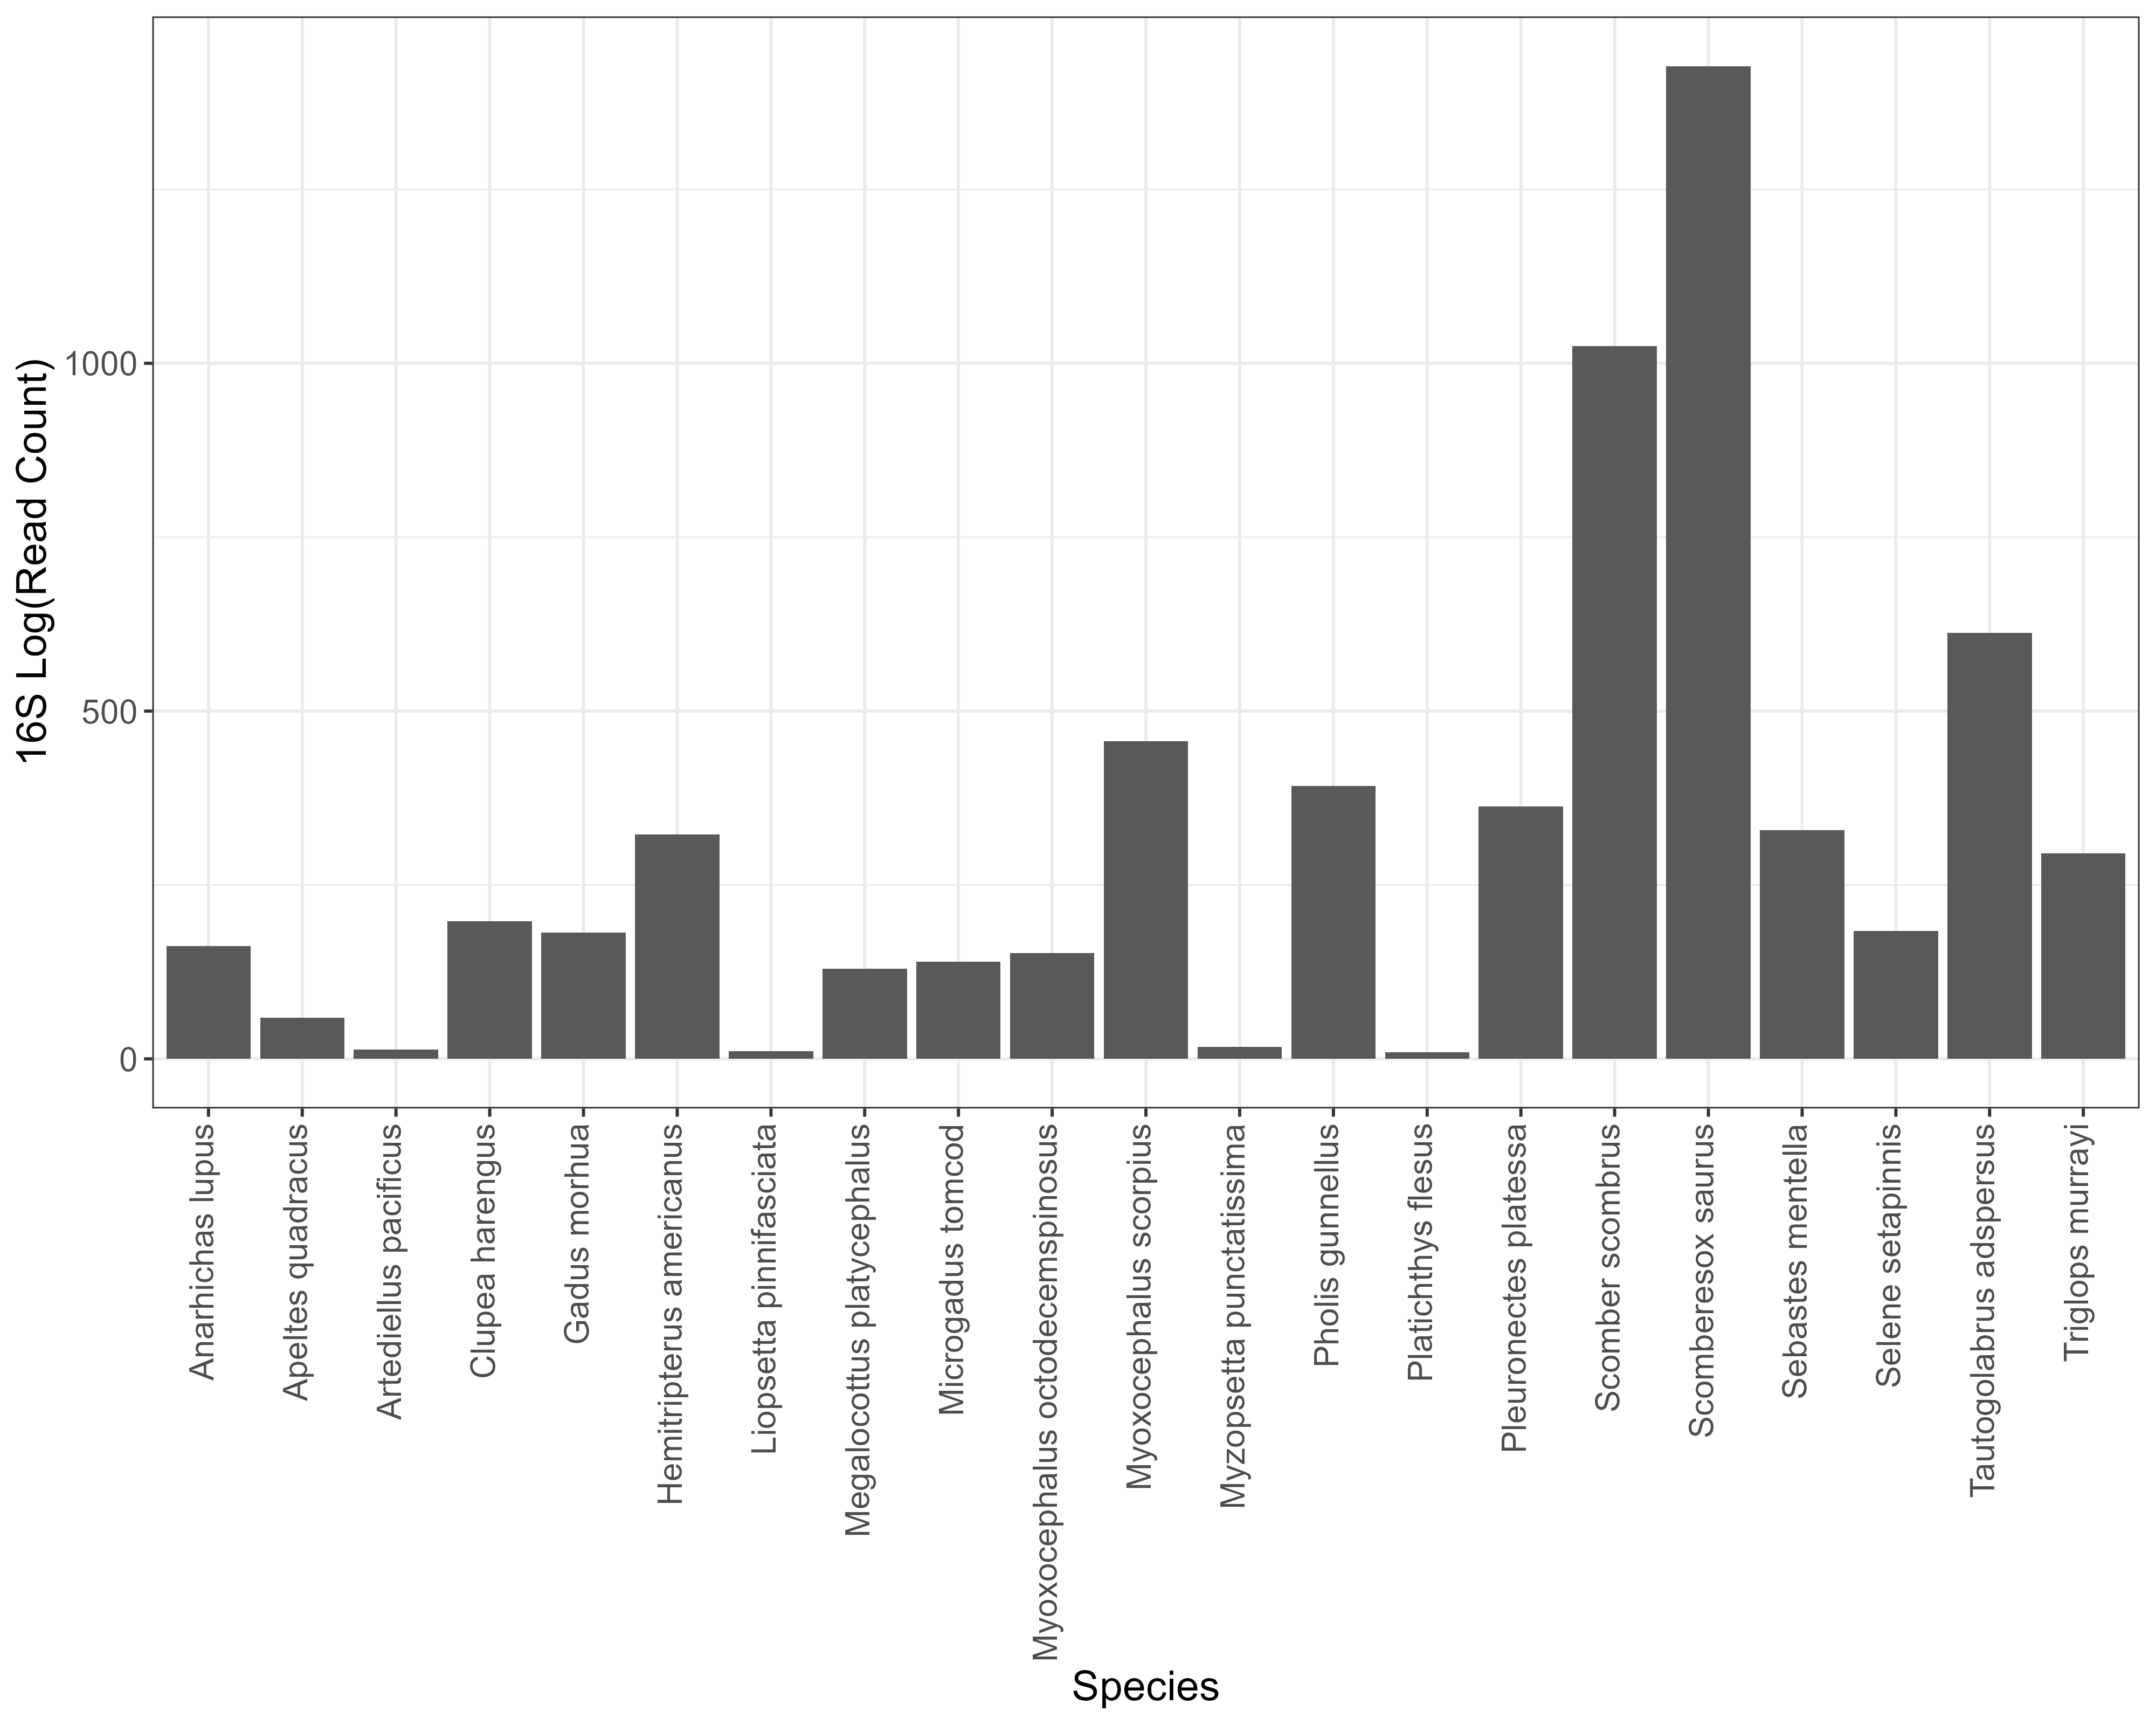 16S Log(Read Count)
1000
500
0
Anarhichas lupus
Apeltes quadracus
Artediellus pacificus
Clupea harengus
Gadus morhua
Hemitripterus americanus
Liopsetta pinnifasciata
Megalocottus platycephalus
Microgadus tomcod
Myoxocephalus octodecemspinosus
Myoxocephalus scorpius
Myzopsetta punctatissima
Pholis gunnellus
Platichthys flesus
Pleuronectes platessa
Scomber scombrus
Scomberesox saurus
Sebastes mentella
Selene setapinnis
Tautogolabrus adspersus
Triglops murrayi
Species